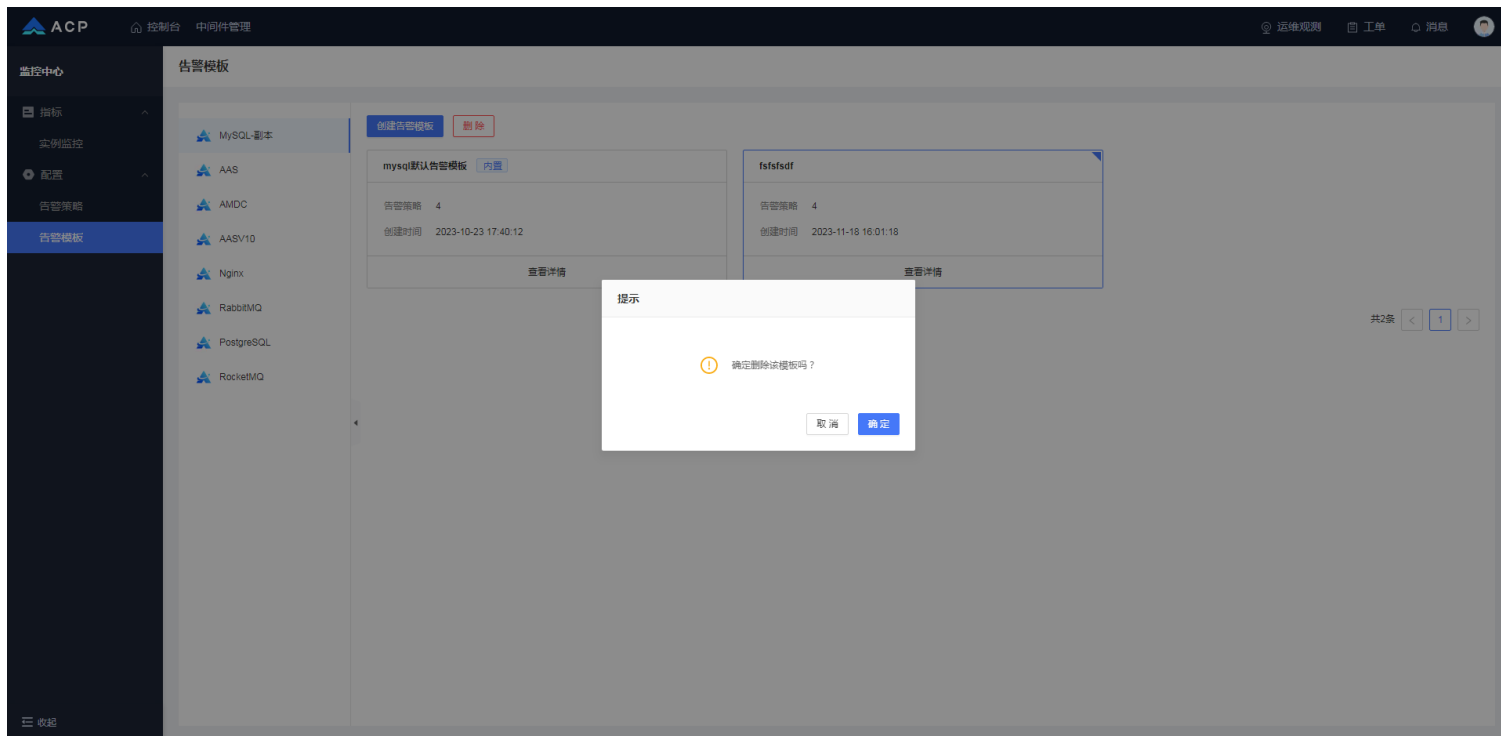 ACP 控制台 中间件管理 运维观测 工单 消息
监控中心
告警模板
指标
实例监控
配置
告警策略
告警模板
收起
MySQL-副本
AAS
AMDC
AASV10
Nginx
RabbitMQ
PostgreSQL
RocketMQ
创建告警模板 删 除
mysql默认告警模板 内置
告警策略 4
创建时间 2023-10-23 17:40:12
查看详情
fsfsfsdf
告警策略 4
创建时间 2023-11-18 16:01:18
查看详情
共2条 < 1 >
提示
确定删除该模板吗？
取 消 确 定